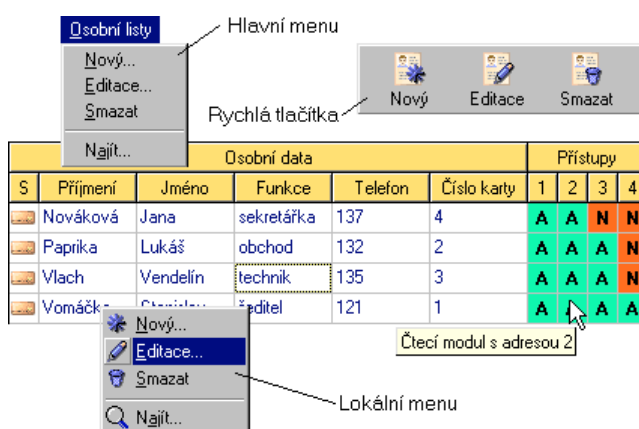 Osobní listy
Hlavní menu
Nový...
Editace...
Smazat
Najít...
Rychlá tlačítka
Nový Editace Smazat
Osobní data Přístupy
S Příjmení Jméno Funkce Telefon Číslo karty 1 2 3 4
Nováková Jana sekretářka 137 4 A A N N
Paprika Lukáš obchod 132 2 A A A N
Vlach Vendelín technik 135 3 A A A N
Vomáčka ředitel 121 1 A A A A
Čtecí modul s adresou 2
Nový...
Editace...
Smazat
Najít...
Lokální menu